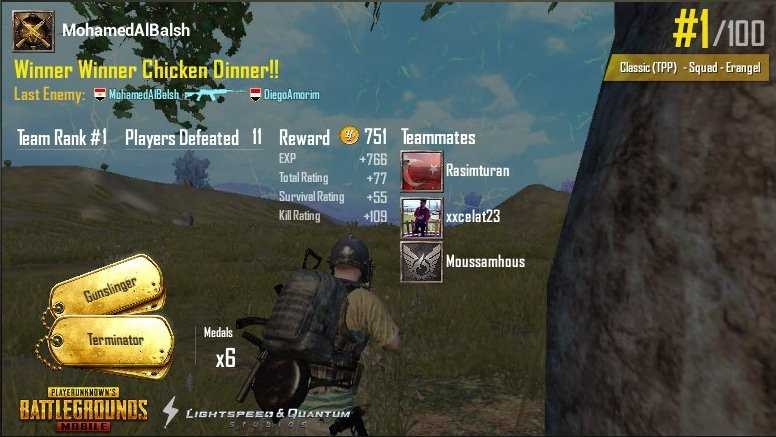 MohamedAlBalsh
#1/100
Winner Winner Chicken Dinner!!
Classic (TPP) - Squad - Erangel
Last Enemy: MohamedAlBalsh DiegoAmorim
Team Rank #1 Players Defeated 11 Reward 751 Teammates
EXP +766
Total Rating +77
Survival Rating +55
Kill Rating +109
Rasimturan
xxcelat23
Moussamhous
Gunslinger
Terminator
Medals
x6
PLAYERUNKNOWN'S
BATTLEGROUNDS
MOBILE
LIGHTSPEED & QUANTUM
STUDIOS